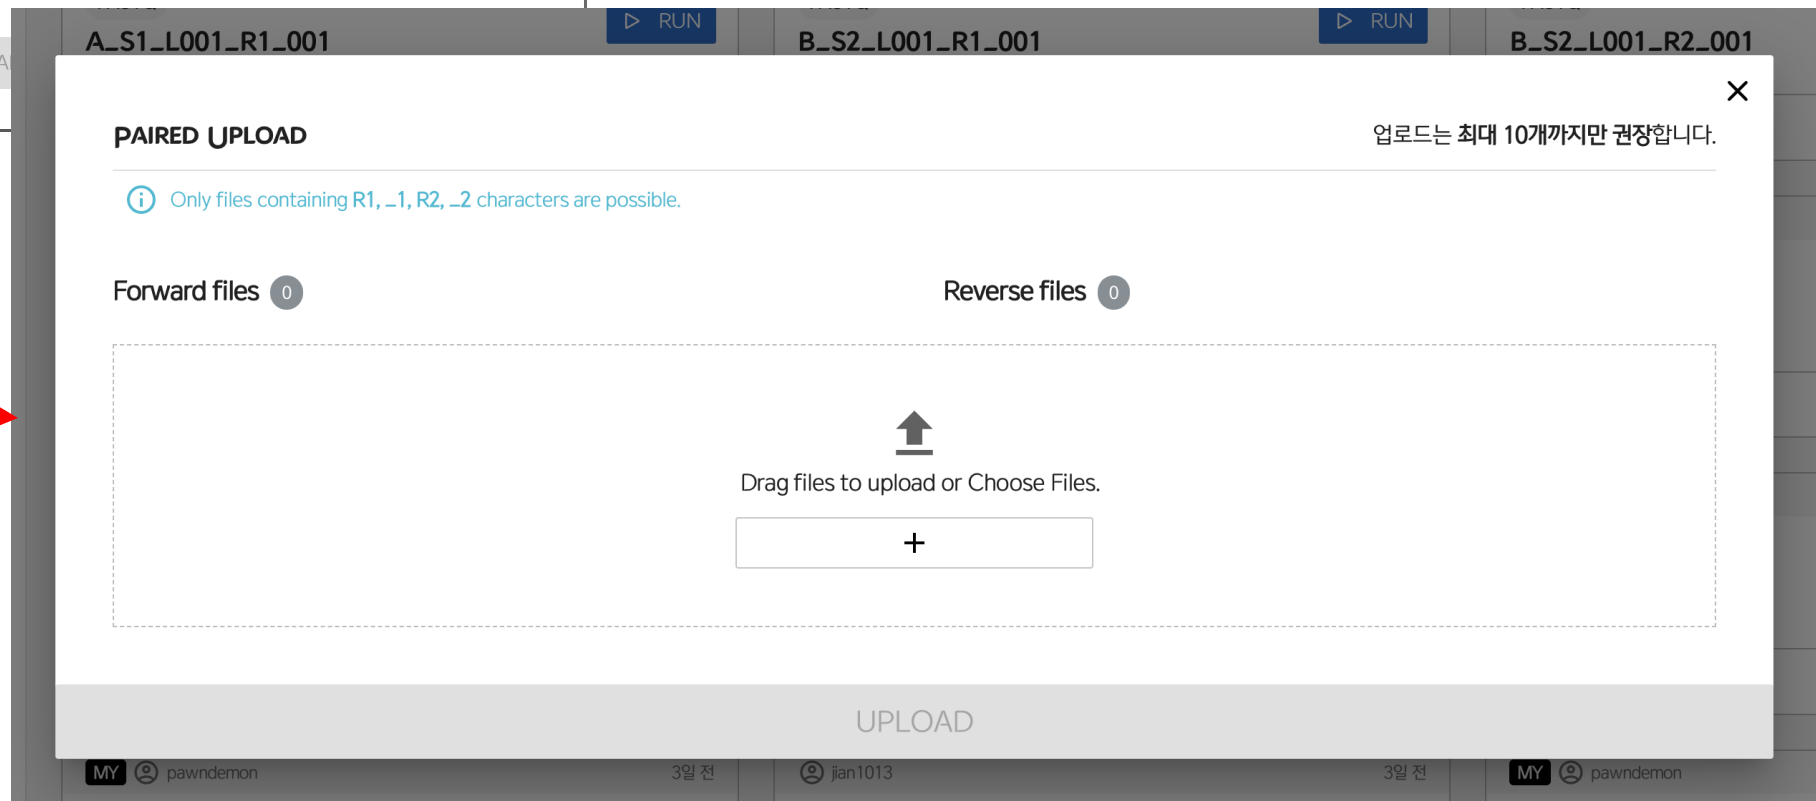 RUN
RUN
A_S1_L001_R1_001
B_S2_L001_R1_001
B_S2_L001_R2_001
PAIRED UPLOAD
업로드는 최대 10개까지만 권장합니다.
Only files containing R1, _1, R2, _2 characters are possible.
Forward files 0
Reverse files 0
Drag files to upload or Choose Files.
+
UPLOAD
MY pawndemon 3일 전
jian1013 3일 전
MY pawndemon